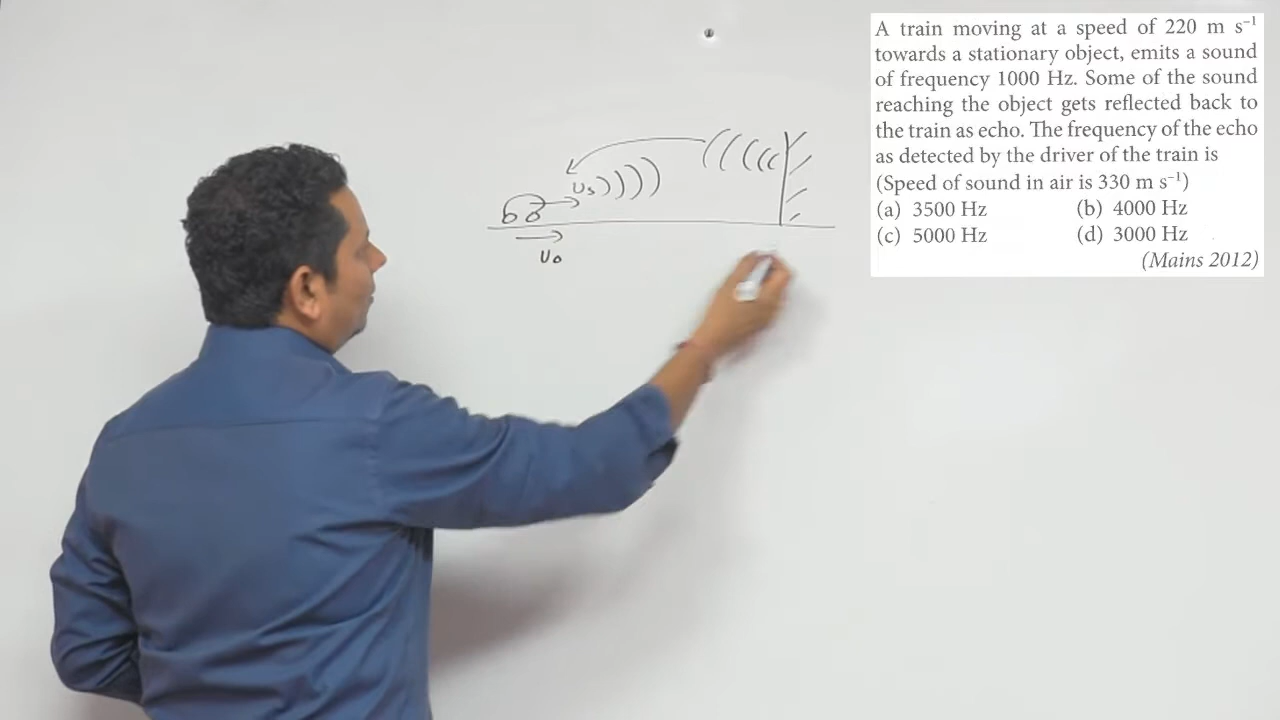 A train moving at a speed of 220 m s⁻¹
towards a stationary object, emits a sound
of frequency 1000 Hz. Some of the sound
reaching the object gets reflected back to
the train as echo. The frequency of the echo
as detected by the driver of the train is
(Speed of sound in air is 330 m s⁻¹)
(a) 3500 Hz (b) 4000 Hz
(c) 5000 Hz (d) 3000 Hz
(Mains 2012)
υs
υo